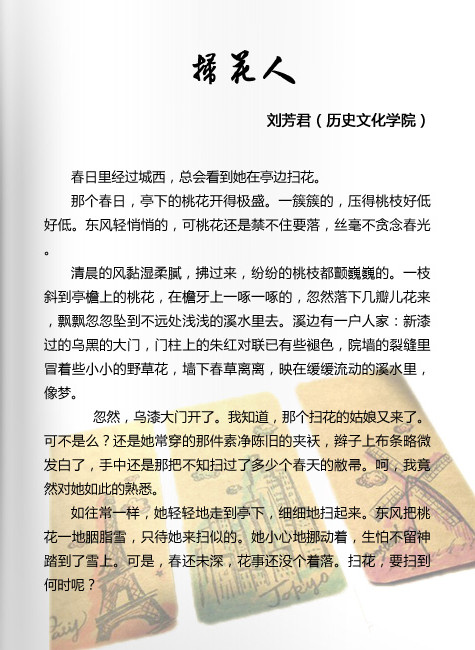 掃花人
刘芳君（历史文化学院）
春日里经过城西，总会看到她在亭边扫花。
那个春日，亭下的桃花开得极盛。一簇簇的，压得桃枝好低
好低。东风轻悄悄的，可桃花还是禁不住要落，丝毫不贪念春光
。
清晨的风黏湿柔腻，拂过来，纷纷的桃枝都颤巍巍的。一枝
斜到亭檐上的桃花，在檐牙上一啄一啄的，忽然落下几瓣儿花来
，飘飘忽忽坠到不远处浅浅的溪水里去。溪边有一户人家：新漆
过的乌黑的大门，门柱上的朱红对联已有些褪色，院墙的裂缝里
冒着些小小的野草花，墙下春草离离，映在缓缓流动的溪水里，
像梦。
忽然，乌漆大门开了。我知道，那个扫花的姑娘又来了。
可不是么？还是她常穿的那件素净陈旧的夹袄，辫子上布条略微
发白了，手中还是那把不知扫过了多少个春天的敝帚。呵，我竟
然对她如此的熟悉。
如往常一样，她轻轻地走到亭下，细细地扫起来。东风把桃
花一地胭脂雪，只待她来扫似的。她小心地挪动着，生怕不留神
踏到了雪上。可是，春还未深，花事还没个着落。扫花，要扫到
何时呢？
Tokyo